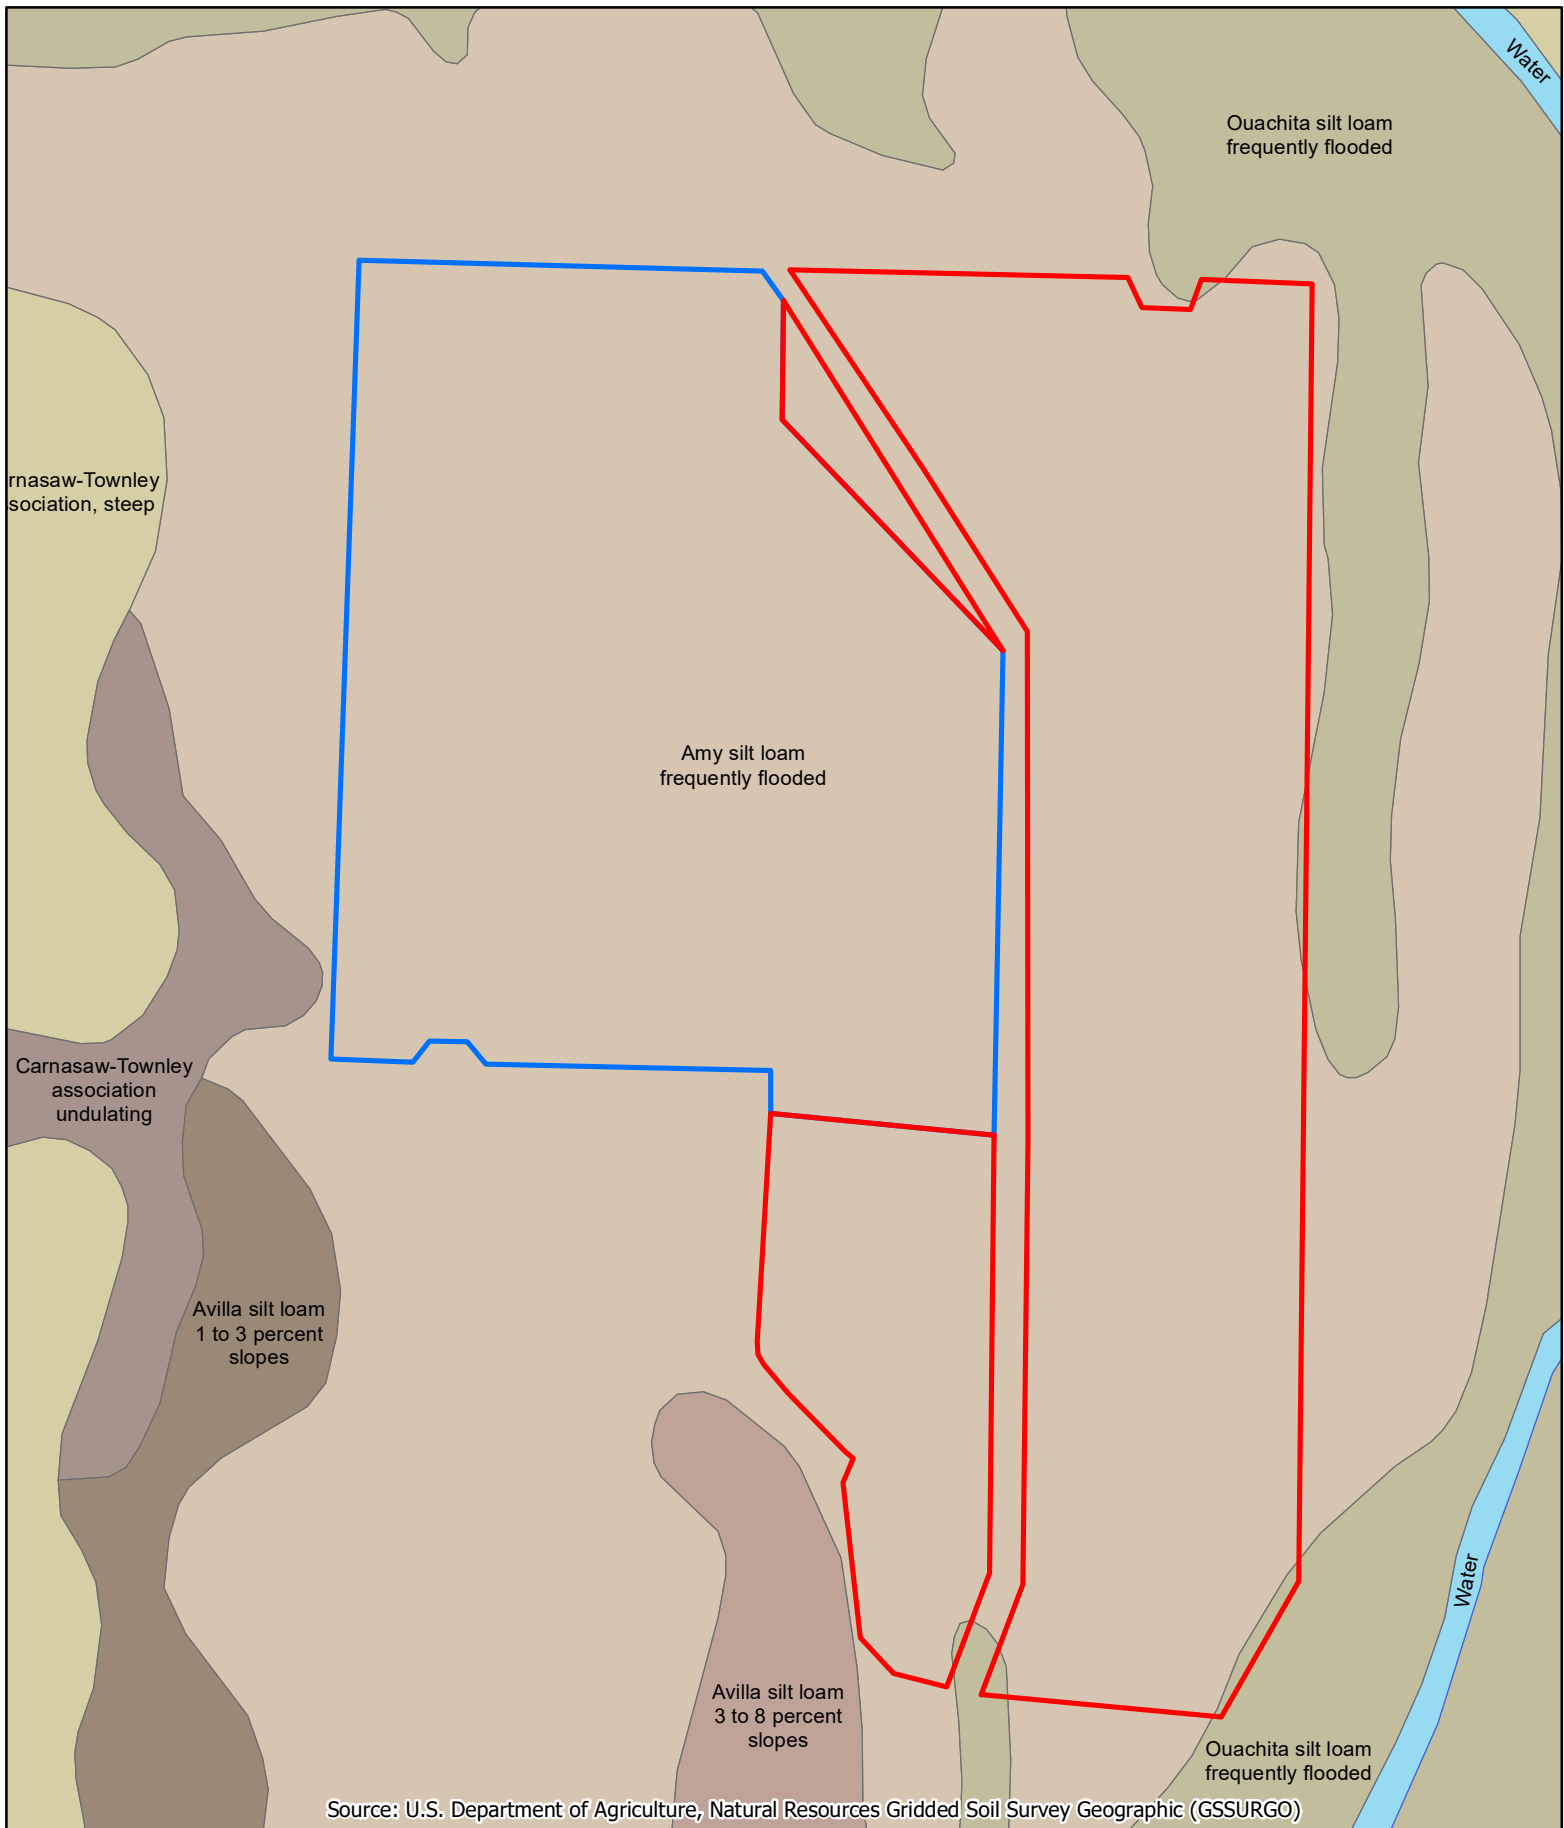 Water
Ouachita silt loam
frequently flooded
rnasaw-Townley
sociation, steep
Amy silt loam
frequently flooded
Carnasaw-Townley
association
undulating
Avilla silt loam
1 to 3 percent
slopes
Water
Avilla silt loam
3 to 8 percent
slopes
Ouachita silt loam
frequently flooded
Source: U.S. Department of Agriculture, Natural Resources Gridded Soil Survey Geographic (GSSURGO)